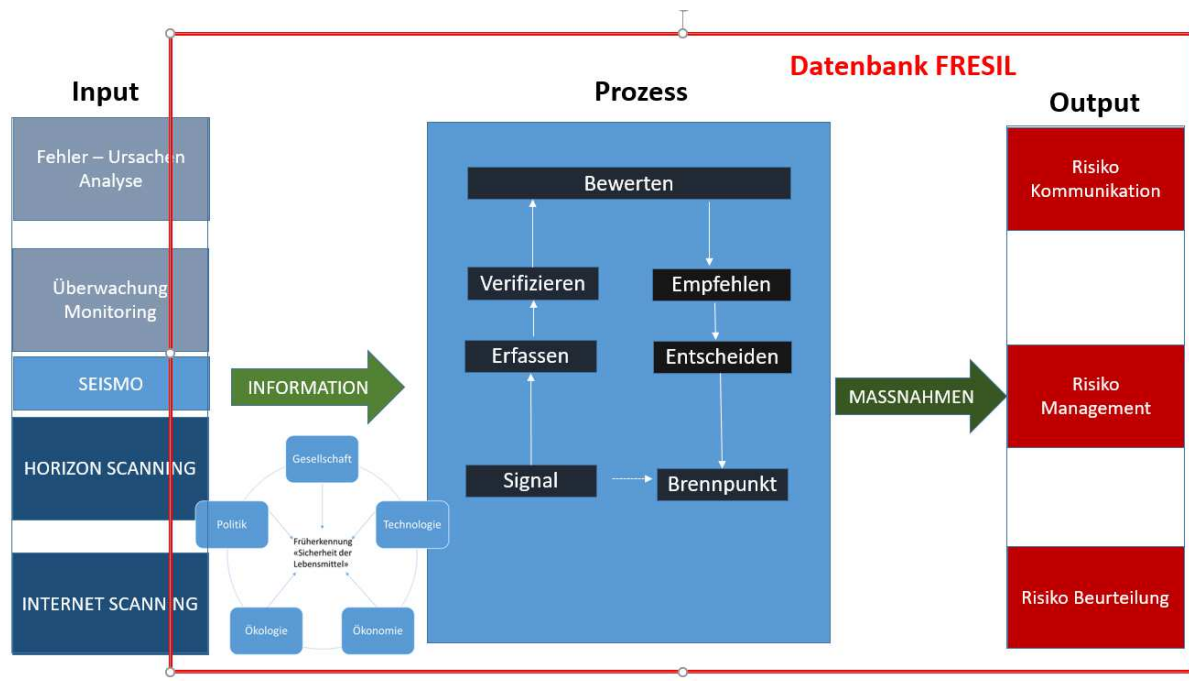 Datenbank FRESIL
Input
Prozess
Output
Fehler – Ursachen
Analyse
Überwachung
Monitoring
SEISMO
HORIZON SCANNING
INTERNET SCANNING
INFORMATION
Gesellschaft
Politik
Technologie
Früherkennung
«Sicherheit der
Lebensmittel»
Ökologie
Ökonomie
Bewerten
Verifizieren
Empfehlen
Erfassen
Entscheiden
Signal
Brennpunkt
MASSNAHMEN
Risiko
Kommunikation
Risiko
Management
Risiko Beurteilung